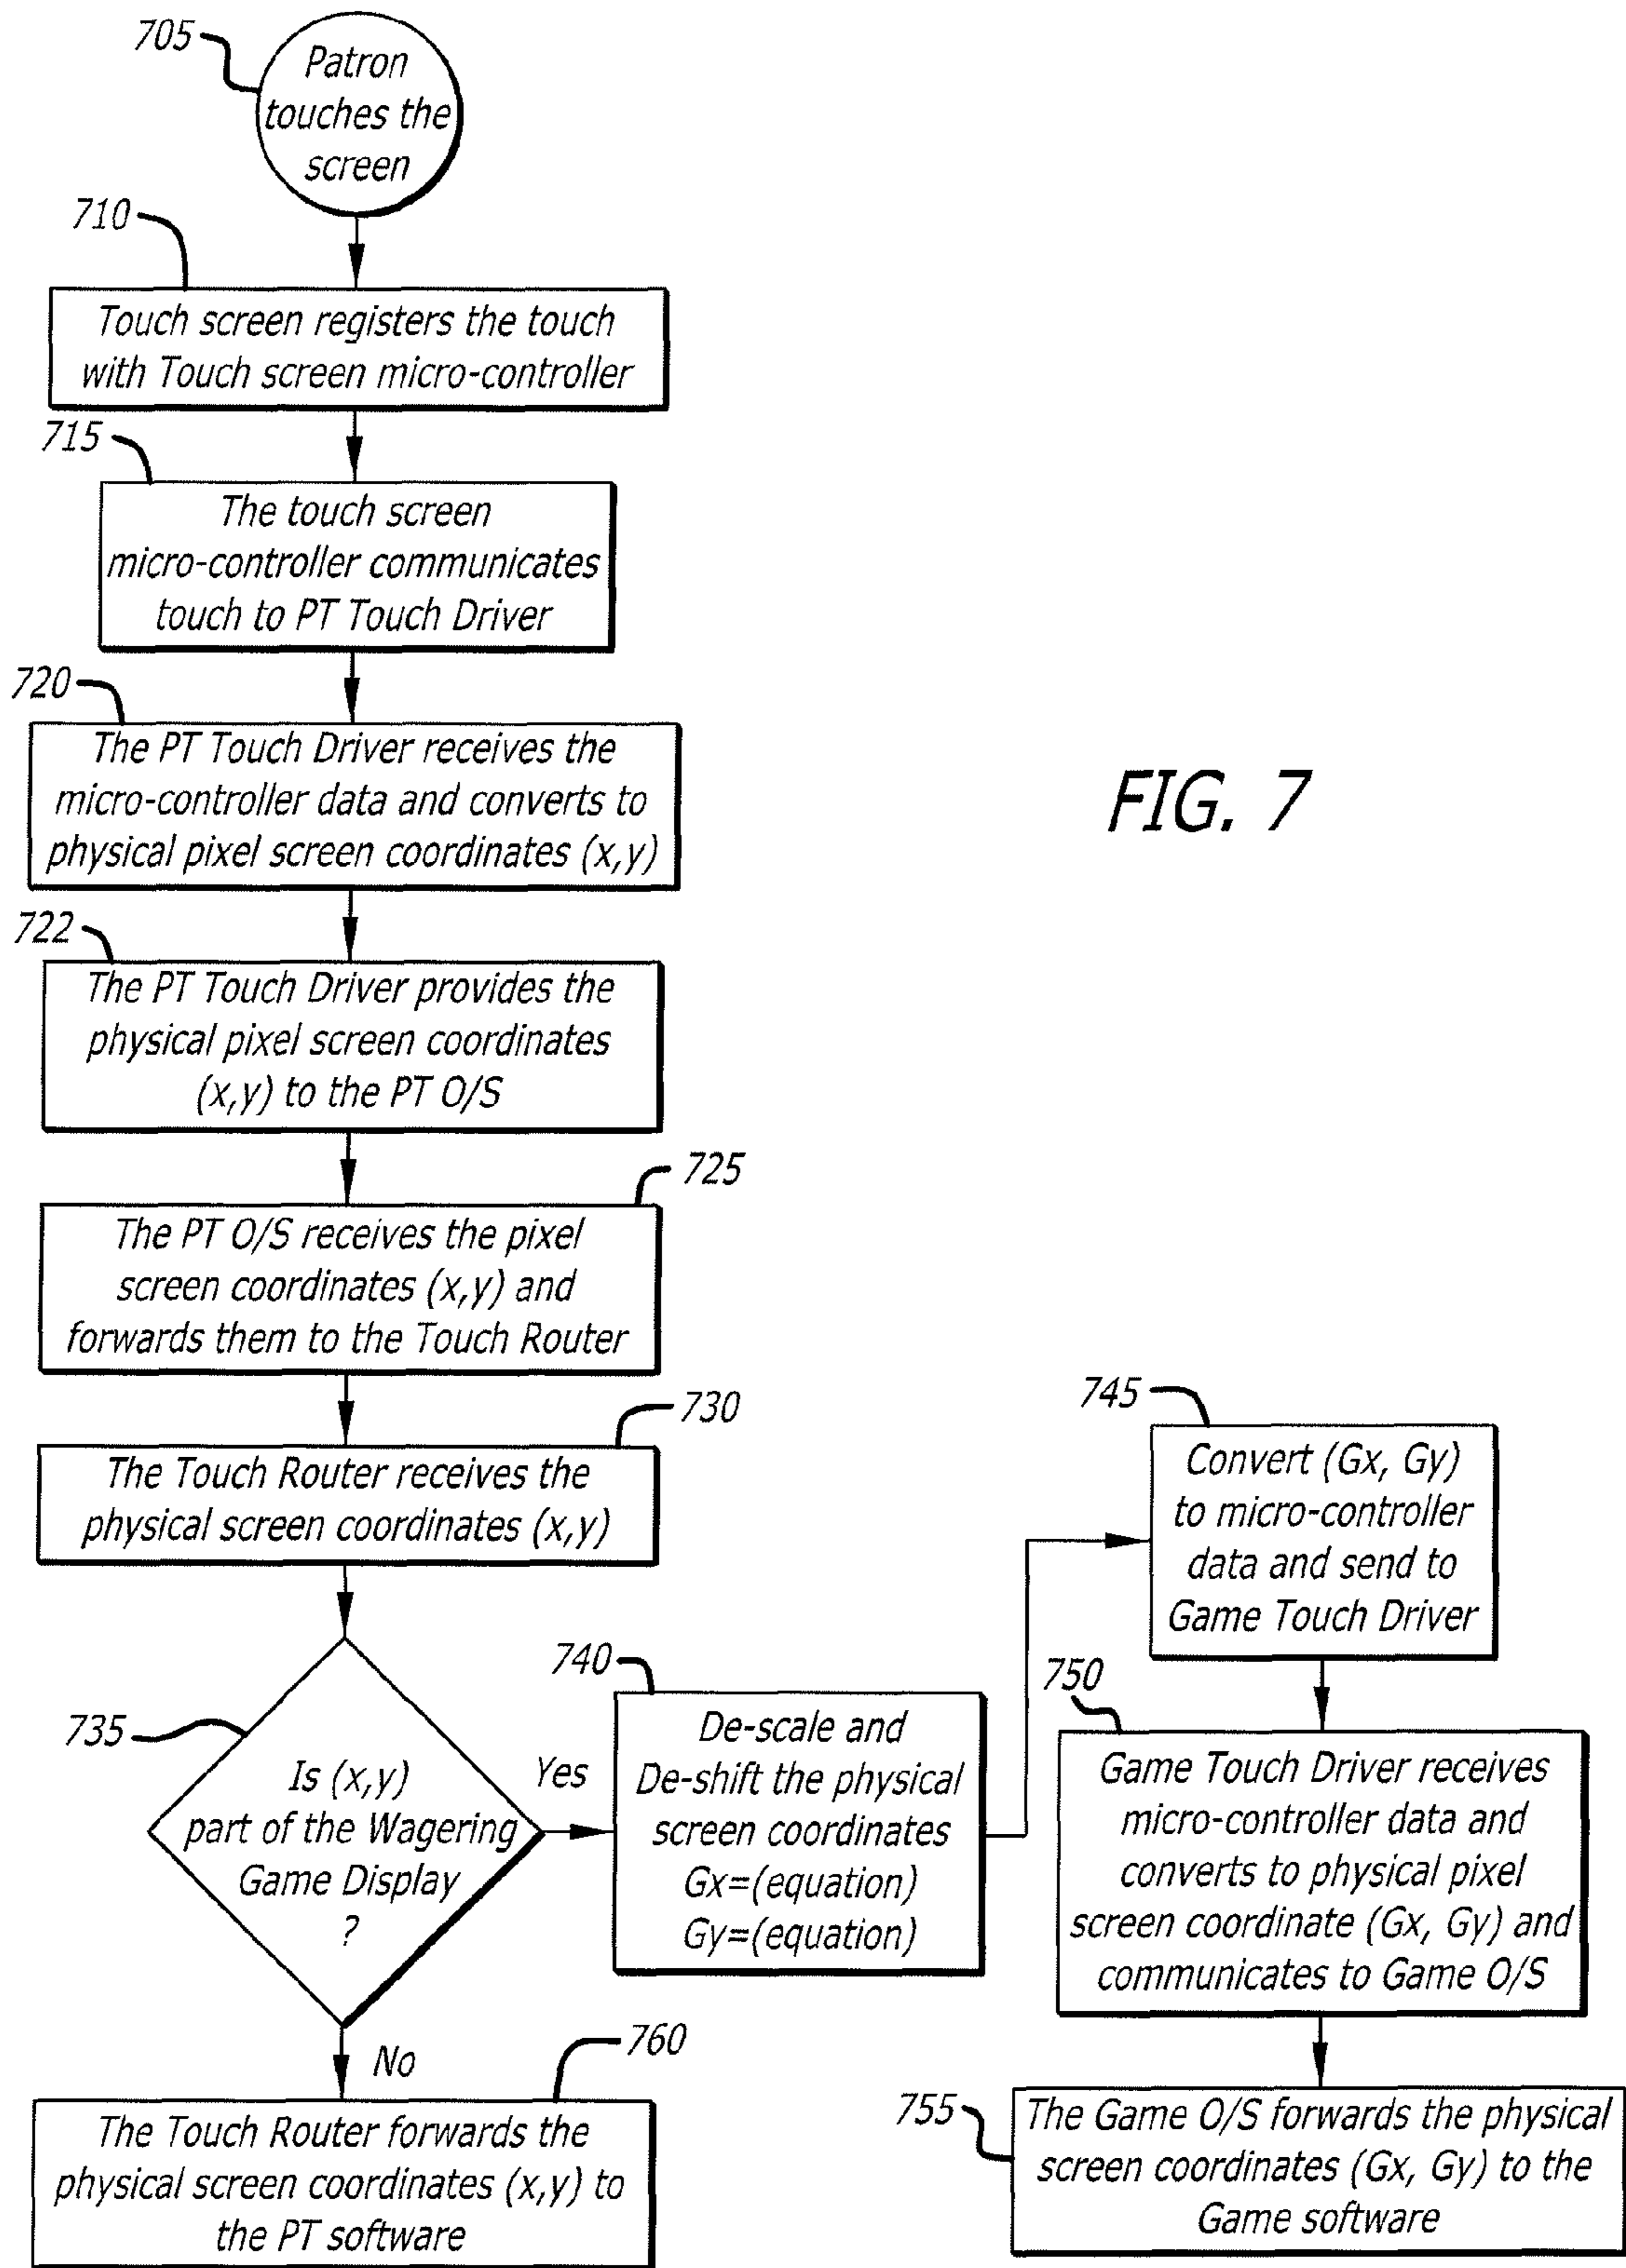 705
Patron
touches the
screen
710
Touch screen registers the touch
with Touch screen micro-controller
715
The touch screen
micro-controller communicates
touch to PT Touch Driver
720
The PT Touch Driver receives the
micro-controller data and converts to
physical pixel screen coordinates (x,y)
FIG. 7
722
The PT Touch Driver provides the
physical pixel screen coordinates
(x,y) to the PT O/S
725
The PT O/S receives the pixel
screen coordinates (x,y) and
forwards them to the Touch Router
730
The Touch Router receives the
physical screen coordinates (x,y)
735
Is (x,y)
part of the Wagering
Game Display
?
Yes
740
De-scale and
De-shift the physical
screen coordinates
Gx=(equation)
Gy=(equation)
745
Convert (Gx, Gy)
to micro-controller
data and send to
Game Touch Driver
750
Game Touch Driver receives
micro-controller data and
converts to physical pixel
screen coordinate (Gx, Gy) and
communicates to Game O/S
755
The Game O/S forwards the physical
screen coordinates (Gx, Gy) to the
Game software
No
760
The Touch Router forwards the
physical screen coordinates (x,y) to
the PT software